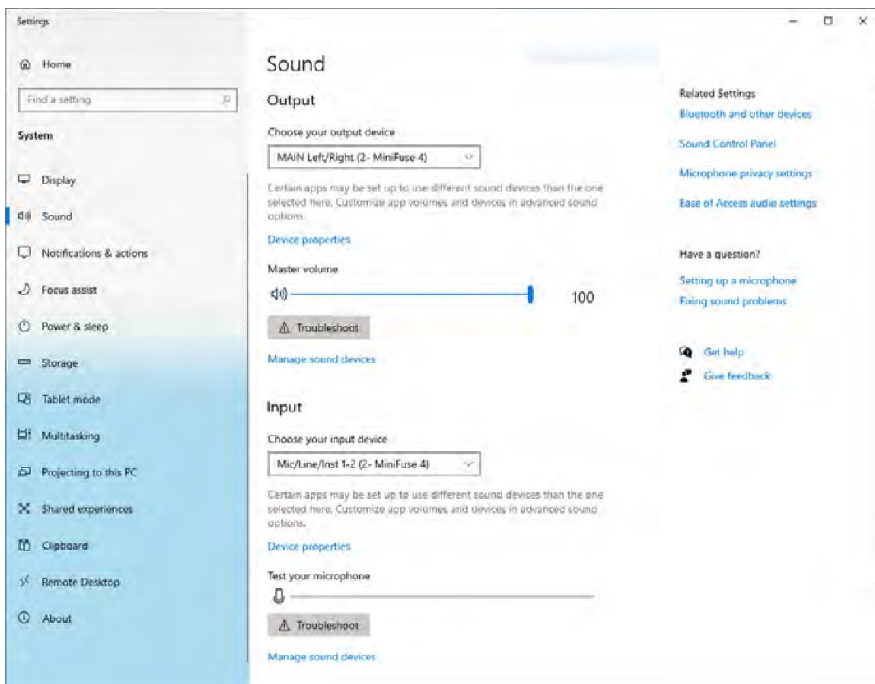 Settings
Home
Find a setting
System
Display
Sound
Notifications & actions
Focus assist
Power & sleep
Storage
Tablet mode
Multitasking
Projecting to this PC
Shared experiences
Clipboard
Remote Desktop
About
Sound
Output
Choose your output device
MAIN Left/Right (2- MiniFuse 4)
Certain apps may be set up to use different sound devices than the one
selected here. Customize app volumes and devices in advanced sound
options.
Device properties
Master volume
100
Troubleshoot
Manage sound devices
Input
Choose your input device
Mic/Line/Inst 1-2 (2- MiniFuse 4)
Certain apps may be set up to use different sound devices than the one
selected here. Customize app volumes and devices in advanced sound
options.
Device properties
Test your microphone
Troubleshoot
Manage sound devices
Related Settings
Bluetooth and other devices
Sound Control Panel
Microphone privacy settings
Ease of Access audio settings
Have a question?
Setting up a microphone
Fixing sound problems
Get help
Give feedback